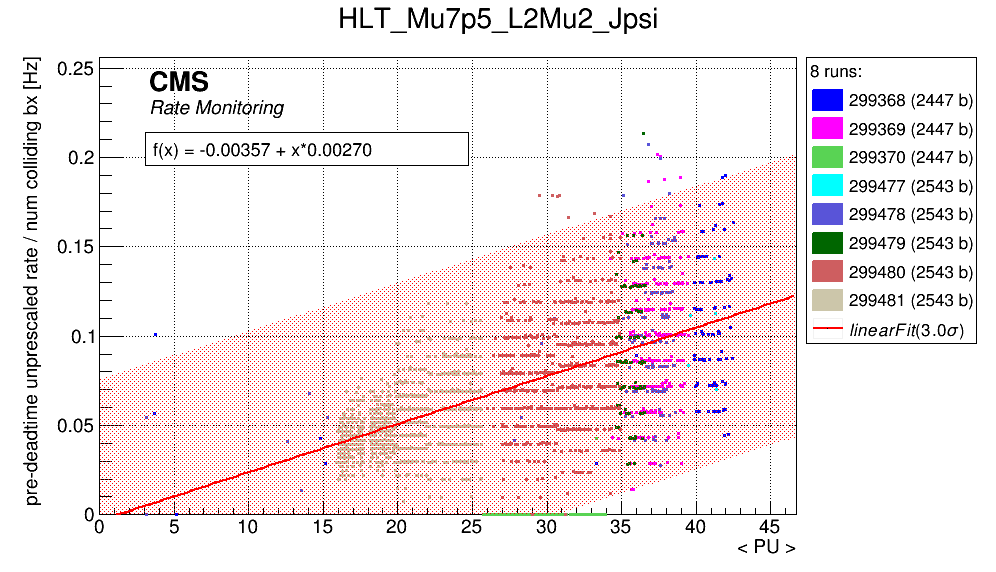 HLT_Mu7p5_L2Mu2_Jpsi
pre-deadtime unprescaled rate / num colliding bx [Hz]
0.25
0.2
0.15
0.1
0.05
0
CMS
Rate Monitoring
f(x) = -0.00357 + x*0.00270
0 5 10 15 20 25 30 35 40 45
< PU >
8 runs:
299368 (2447 b)
299369 (2447 b)
299370 (2447 b)
299477 (2543 b)
299478 (2543 b)
299479 (2543 b)
299480 (2543 b)
299481 (2543 b)
linearFit(3.0σ)